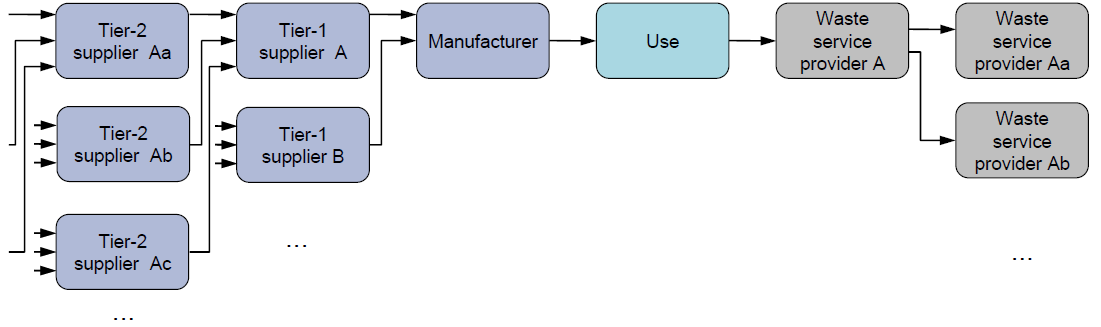 Tier-2
supplier Aa
Tier-1
supplier A
Manufacturer
Use
Waste
service
provider A
Waste
service
provider Aa
Tier-2
supplier Ab
Tier-1
supplier B
Waste
service
provider Ab
Tier-2
supplier Ac
...
...
...